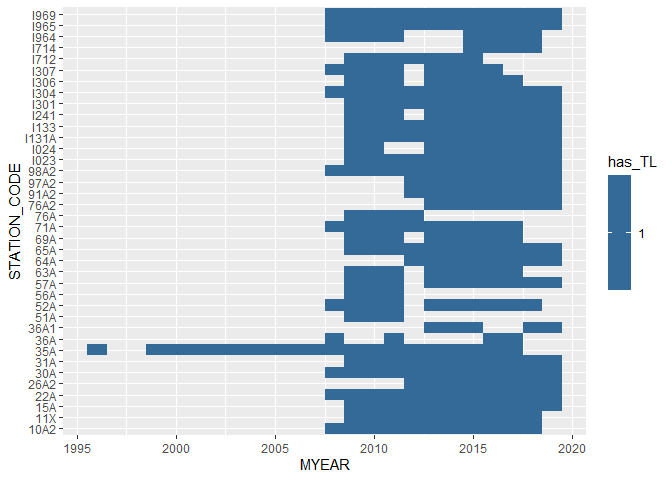 I969
I965
I964
I714
I712
I307
I306
I304
I301
I241
I133
I131A
I024
I023
98A2
97A2
91A2
76A2
76A
71A
69A
65A
64A
63A
57A
56A
52A
51A
36A1
36A
35A
31A
30A
26A2
22A
15A
11X
10A2
STATION_CODE
1995 2000 2005 2010 2015 2020
MYEAR
has_TL
1